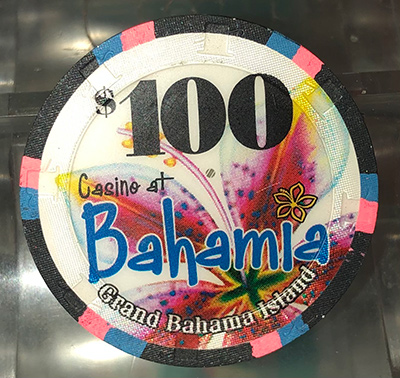 $100
Casino at
Bahamia
Grand Bahama Island